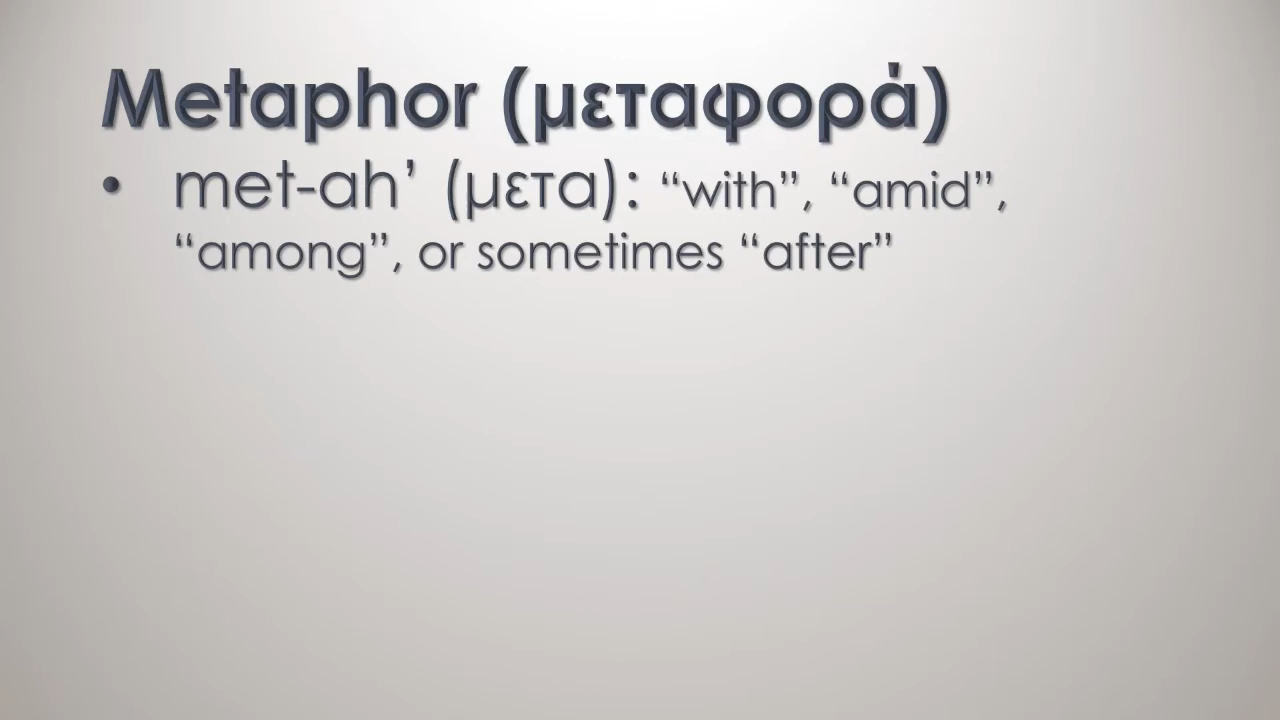 Metaphor (μεταφορά)
• met-ah’ (μετα): “with”, “amid”,
“among”, or sometimes “after”